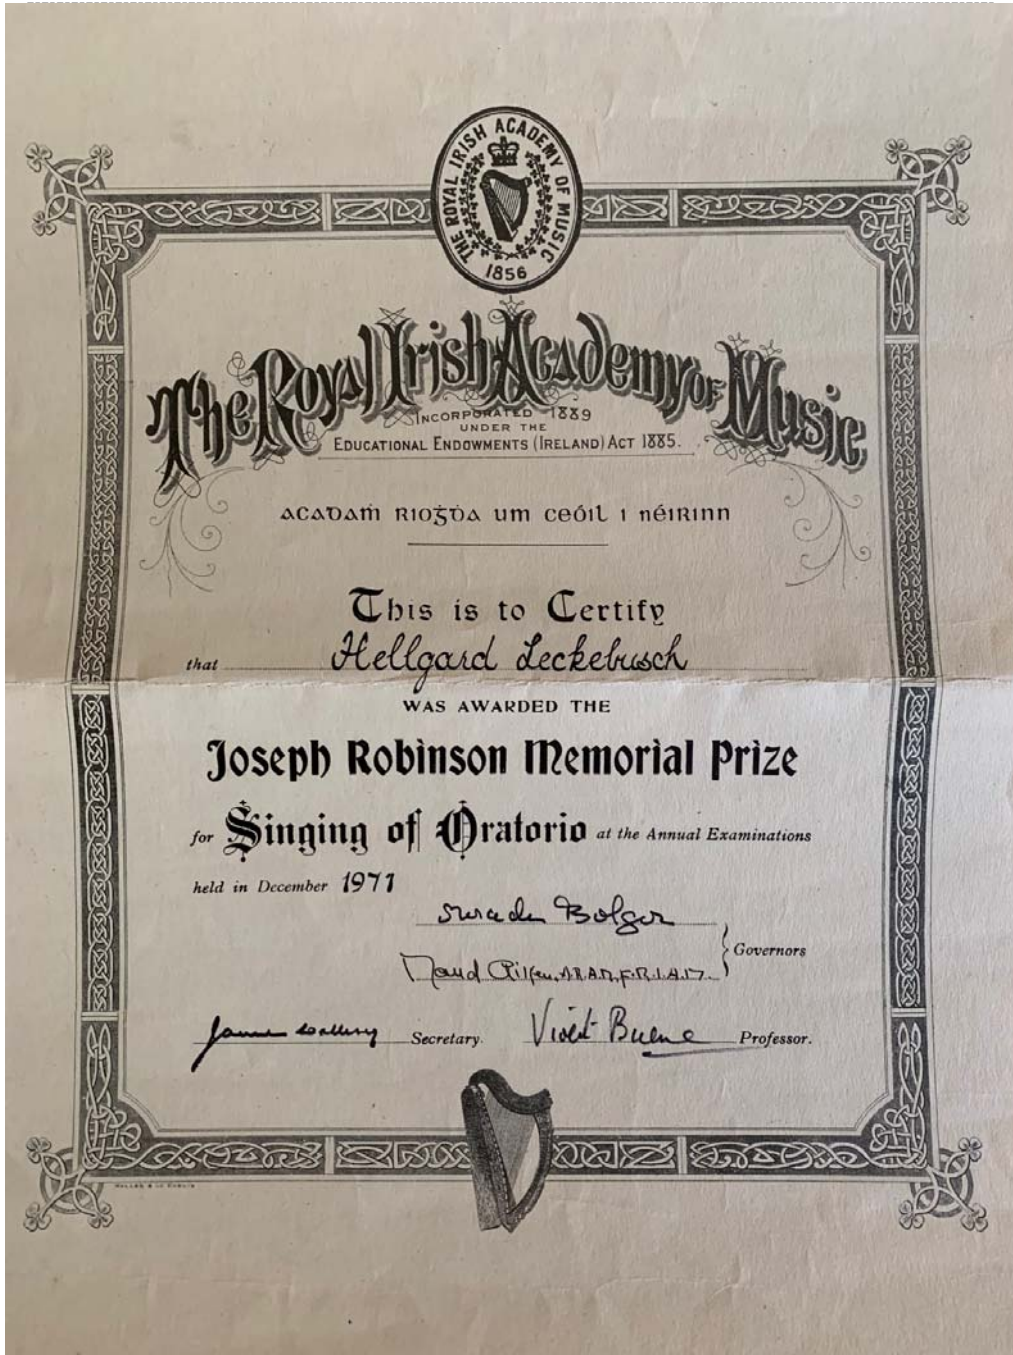 THE ROYAL IRISH ACADEMY OF MUSIC
1856
The Royal Irish Academy of Music
INCORPORATED 1889
UNDER THE
EDUCATIONAL ENDOWMENTS (IRELAND) ACT 1885.
acadaṁ rioġḋa um ceóil i néirinn
This is to Certify
that Hellgard Leckebusch
WAS AWARDED THE
Joseph Robinson Memorial Prize
for Singing of Oratorio at the Annual Examinations
held in December 1971
Bolger
Maud Aiken, A.R.A.M., F.R.I.A.M.
Governors
Secretary. Violet Professor.